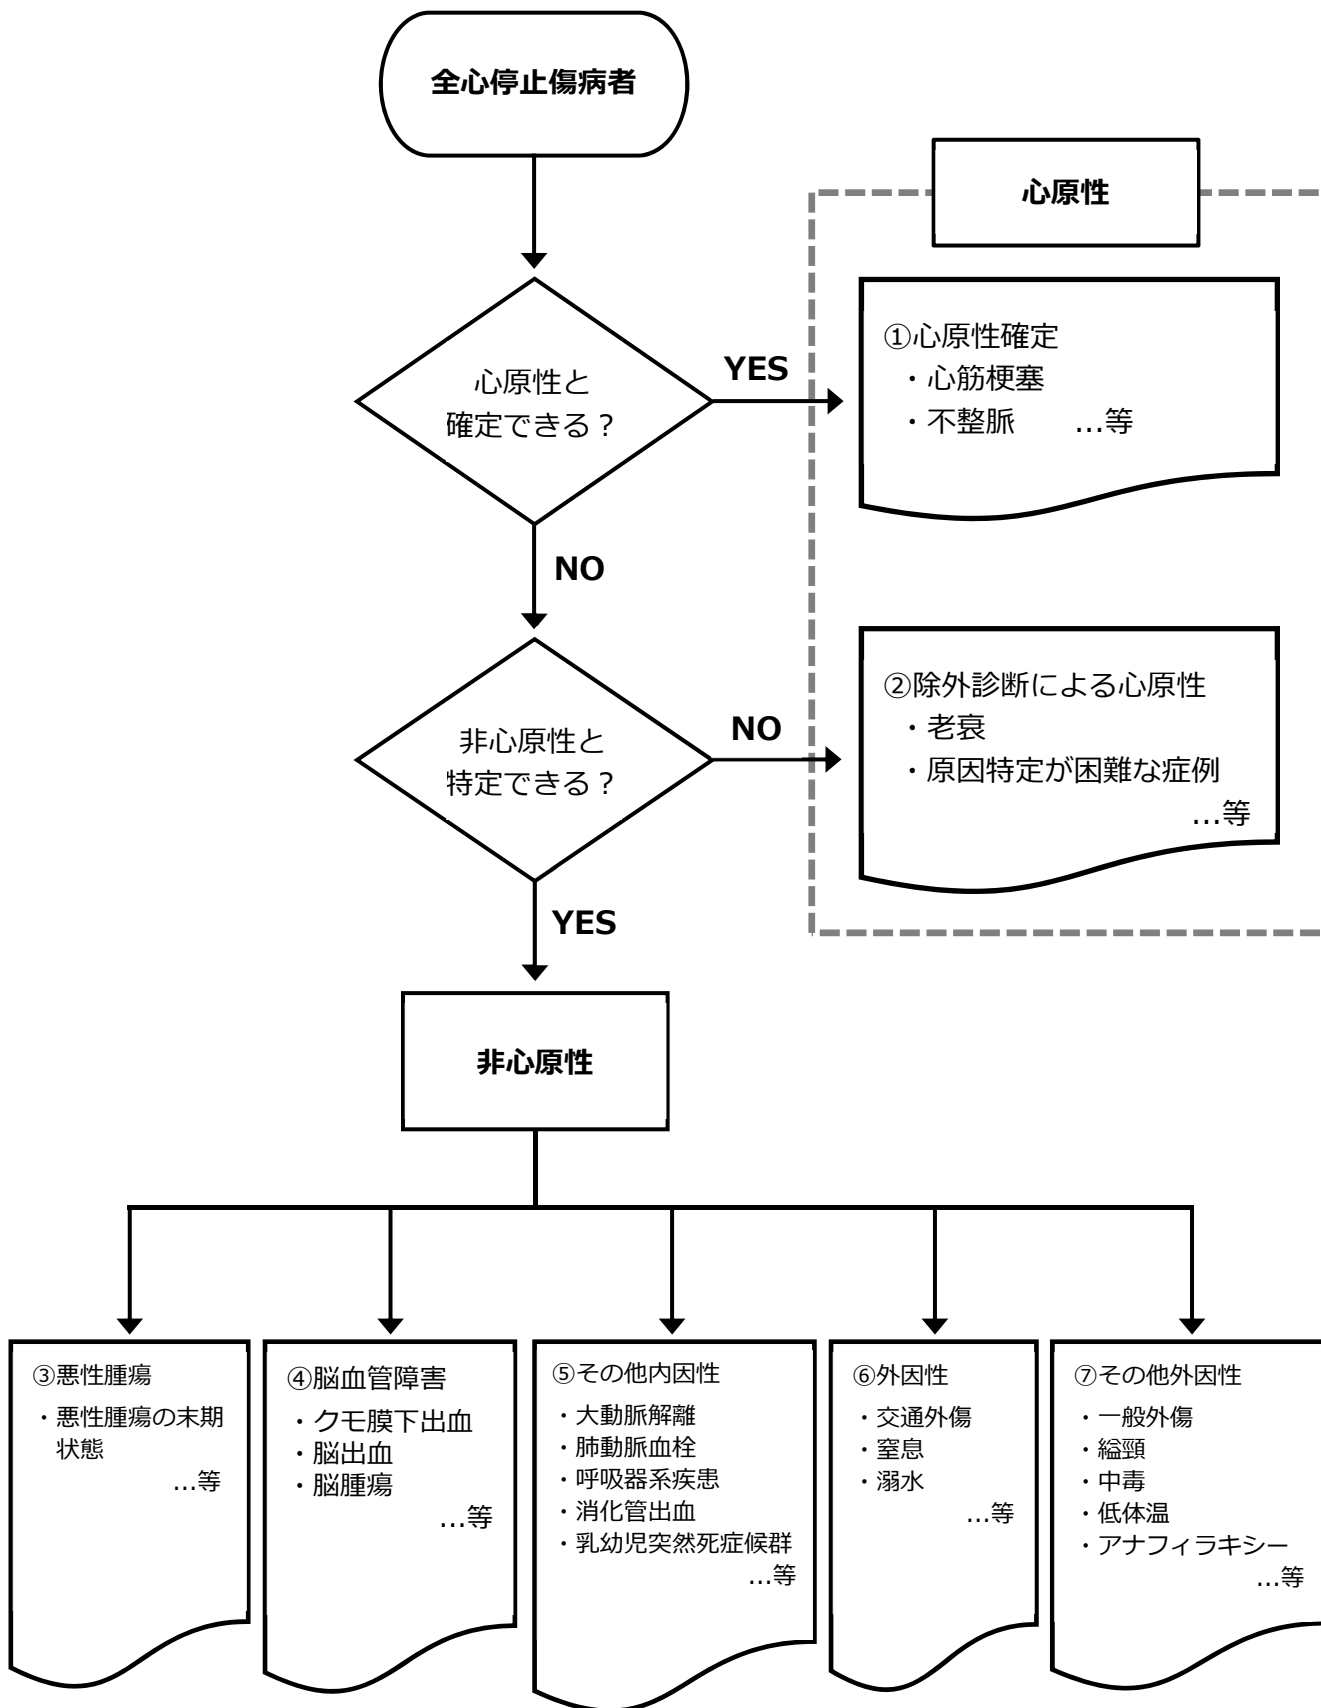 全心停止傷病者
心原性
心原性と
確定できる？
YES
①心原性確定
・心筋梗塞
・不整脈　　…等
NO
非心原性と
特定できる？
NO
②除外診断による心原性
・老衰
・原因特定が困難な症例
…等
YES
非心原性
③悪性腫瘍
・悪性腫瘍の末期
状態
…等
④脳血管障害
・クモ膜下出血
・脳出血
・脳腫瘍
…等
⑤その他内因性
・大動脈解離
・肺動脈血栓
・呼吸器系疾患
・消化管出血
・乳幼児突然死症候群
…等
⑥外因性
・交通外傷
・窒息
・溺水
…等
⑦その他外因性
・一般外傷
・縊頸
・中毒
・低体温
・アナフィラキシー
…等